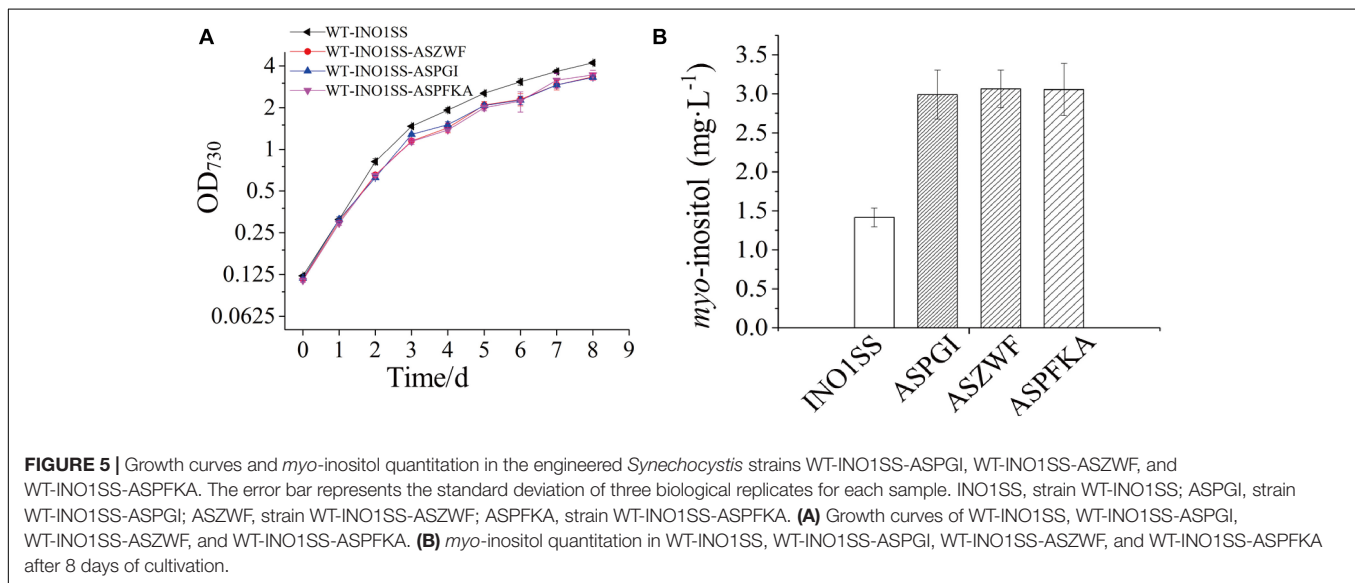 A
WT-INO1SS
WT-INO1SS-ASZWF
WT-INO1SS-ASPGI
WT-INO1SS-ASPFKA
4
2
1
0.5
0.25
0.125
0.0625
OD730
0 1 2 3 4 5 6 7 8 9
Time/d
B
3.5
3.0
2.5
2.0
1.5
1.0
0.5
0.0
myo-inositol (mg·L⁻¹)
INO1SS
ASPGI
ASZWF
ASPFKA
FIGURE 5 | Growth curves and myo-inositol quantitation in the engineered Synechocystis strains WT-INO1SS-ASPGI, WT-INO1SS-ASZWF, and
WT-INO1SS-ASPFKA. The error bar represents the standard deviation of three biological replicates for each sample. INO1SS, strain WT-INO1SS; ASPGI, strain
WT-INO1SS-ASPGI; ASZWF, strain WT-INO1SS-ASZWF; ASPFKA, strain WT-INO1SS-ASPFKA. (A) Growth curves of WT-INO1SS, WT-INO1SS-ASPGI,
WT-INO1SS-ASZWF, and WT-INO1SS-ASPFKA. (B) myo-inositol quantitation in WT-INO1SS, WT-INO1SS-ASPGI, WT-INO1SS-ASZWF, and WT-INO1SS-ASPFKA
after 8 days of cultivation.